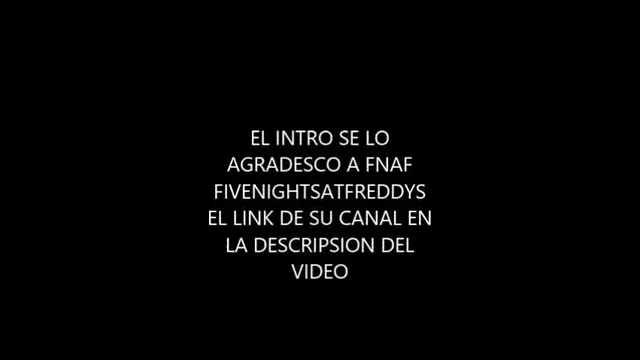 EL INTRO SE LO
AGRADESCO A FNAF
FIVENIGHTSATFREDDYS
EL LINK DE SU CANAL EN
LA DESCRIPSION DEL
VIDEO